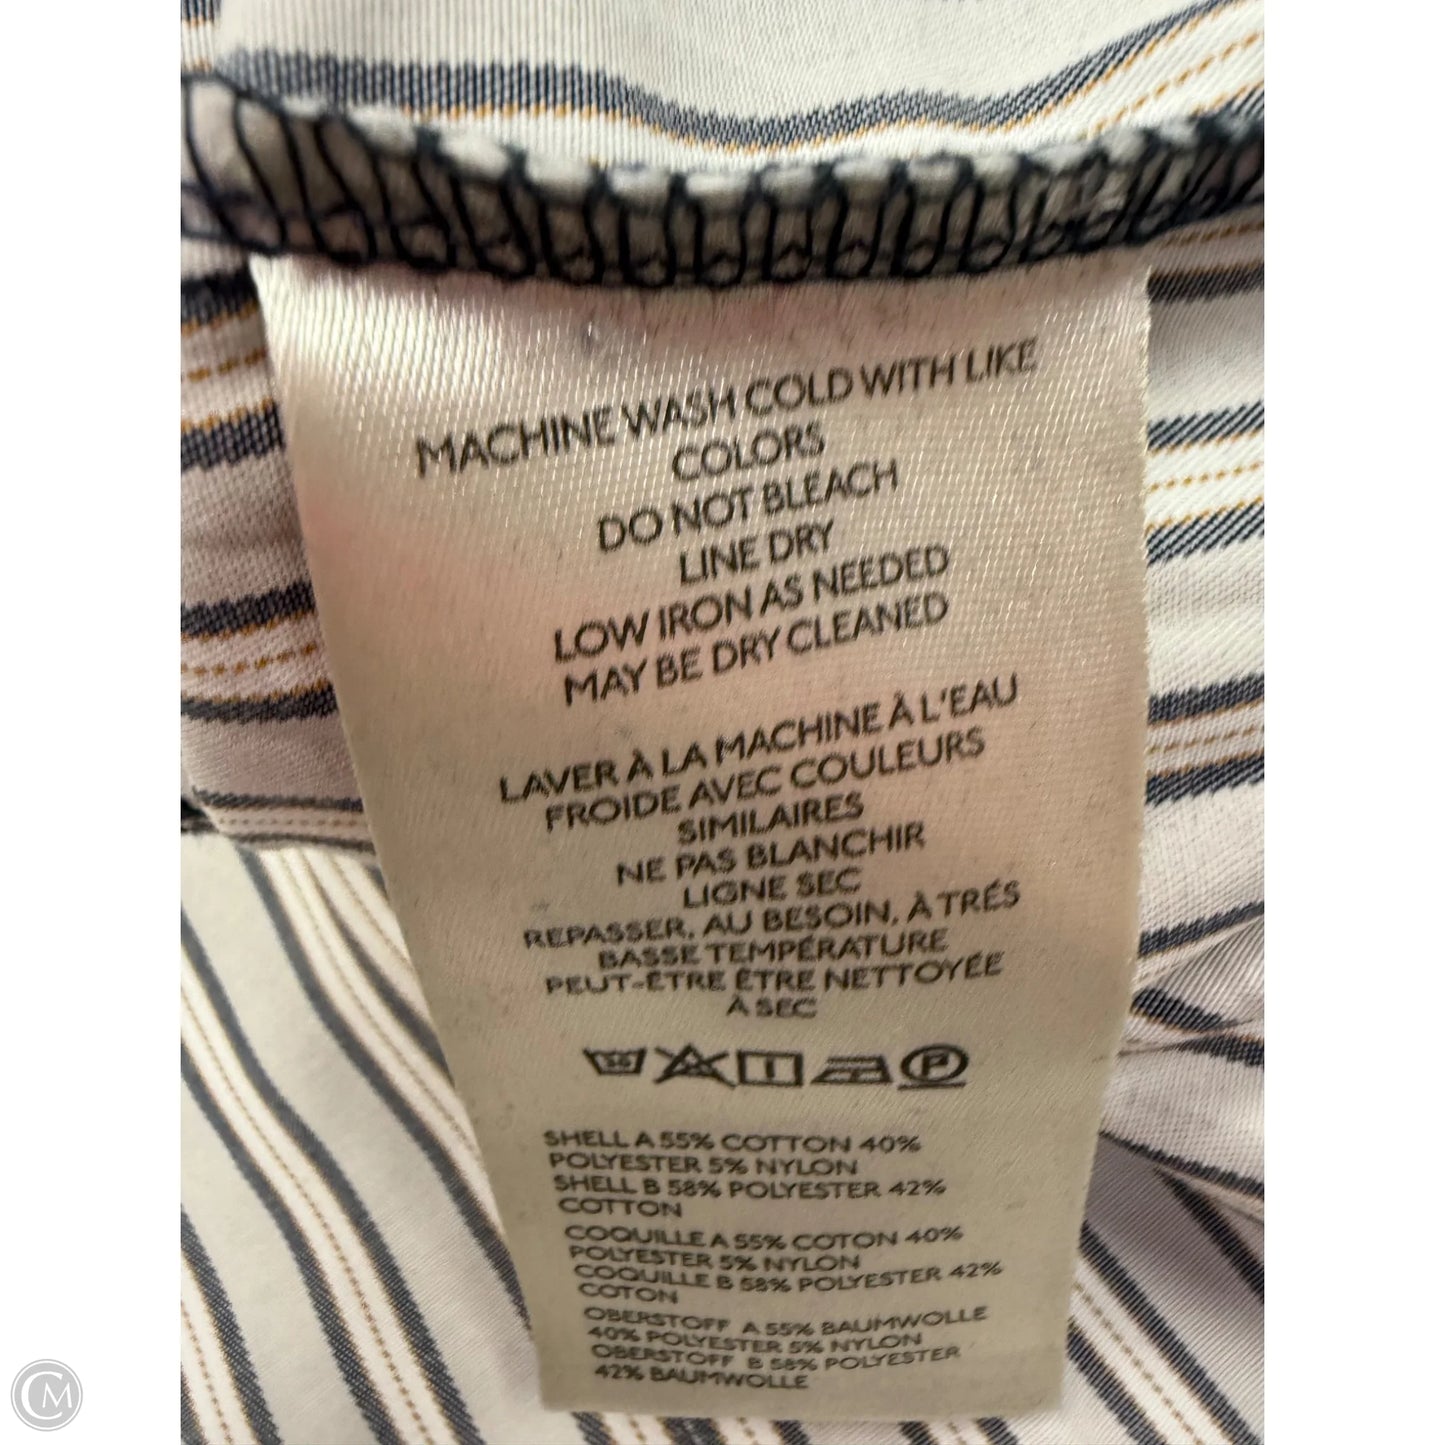 MACHINE WASH COLD WITH LIKE
COLORS
DO NOT BLEACH
LINE DRY
LOW IRON AS NEEDED
MAY BE DRY CLEANED
LAVER À LA MACHINE À L'EAU
FROIDE AVEC COULEURS
SIMILAIRES
NE PAS BLANCHIR
LIGNE SEC
REPASSER, AU BESOIN, À TRÉS
BASSE TEMPÉRATURE
PEUT-ÊTRE ÊTRE NETTOYÉE
À SEC
30 P
SHELL A 55% COTTON 40%
POLYESTER 5% NYLON
SHELL B 58% POLYESTER 42%
COTTON
COQUILLE A 55% COTON 40%
POLYESTER 5% NYLON
COQUILLE B 58% POLYESTER 42%
COTON
OBERSTOFF A 55% BAUMWOLLE
40% POLYESTER 5% NYLON
OBERSTOFF B 58% POLYESTER
42% BAUMWOLLE
CM